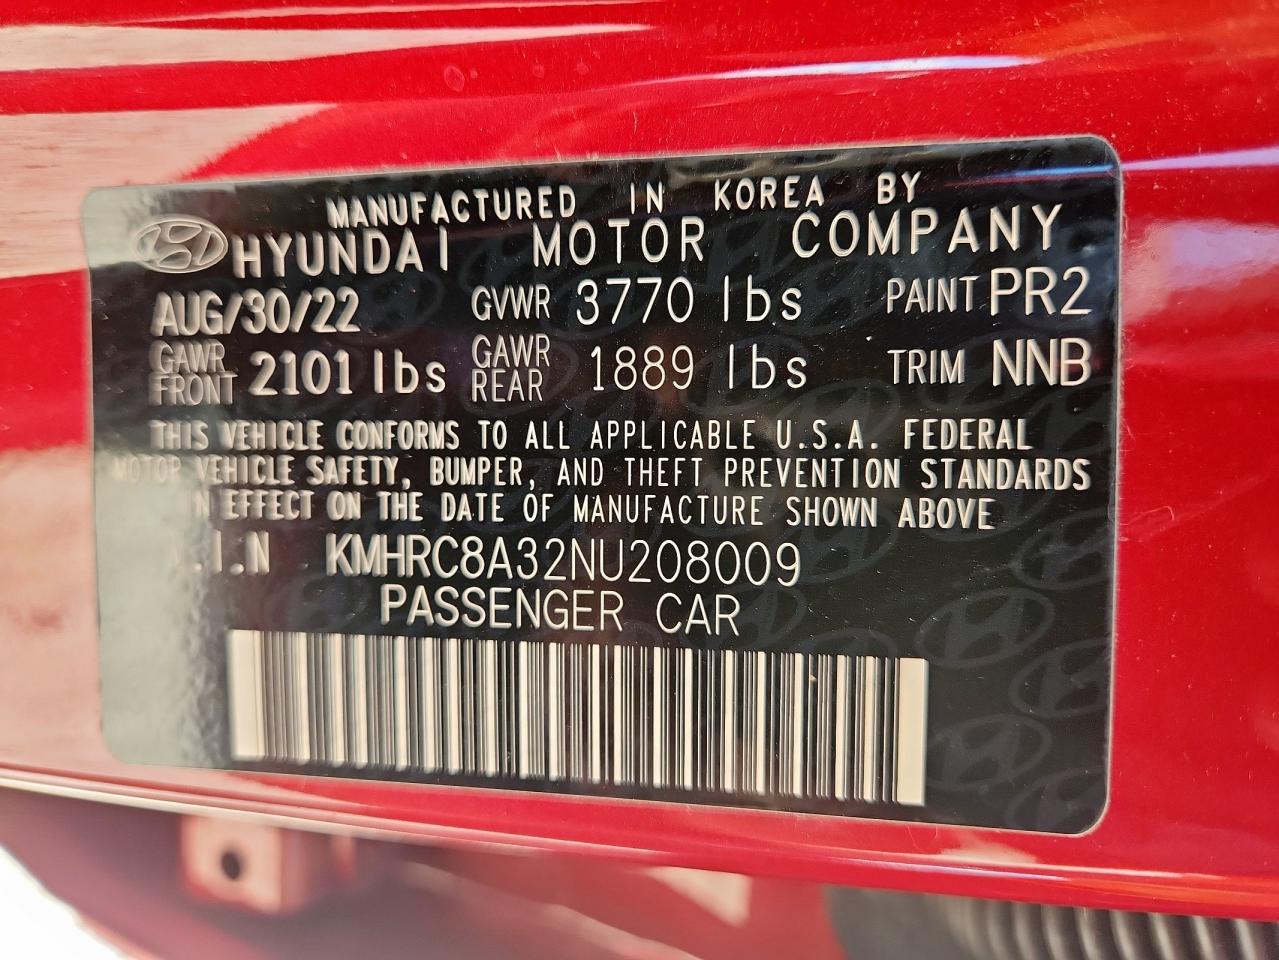 MANUFACTURED IN KOREA BY
HYUNDAI MOTOR COMPANY
AUG/30/22 GVWR 3770 lbs PAINT PR2
GAWR FRONT 2101 lbs GAWR REAR 1889 lbs TRIM NNB
THIS VEHICLE CONFORMS TO ALL APPLICABLE U.S.A. FEDERAL
MOTOR VEHICLE SAFETY, BUMPER, AND THEFT PREVENTION STANDARDS
IN EFFECT ON THE DATE OF MANUFACTURE SHOWN ABOVE
V.I.N KMHRC8A32NU208009
PASSENGER CAR